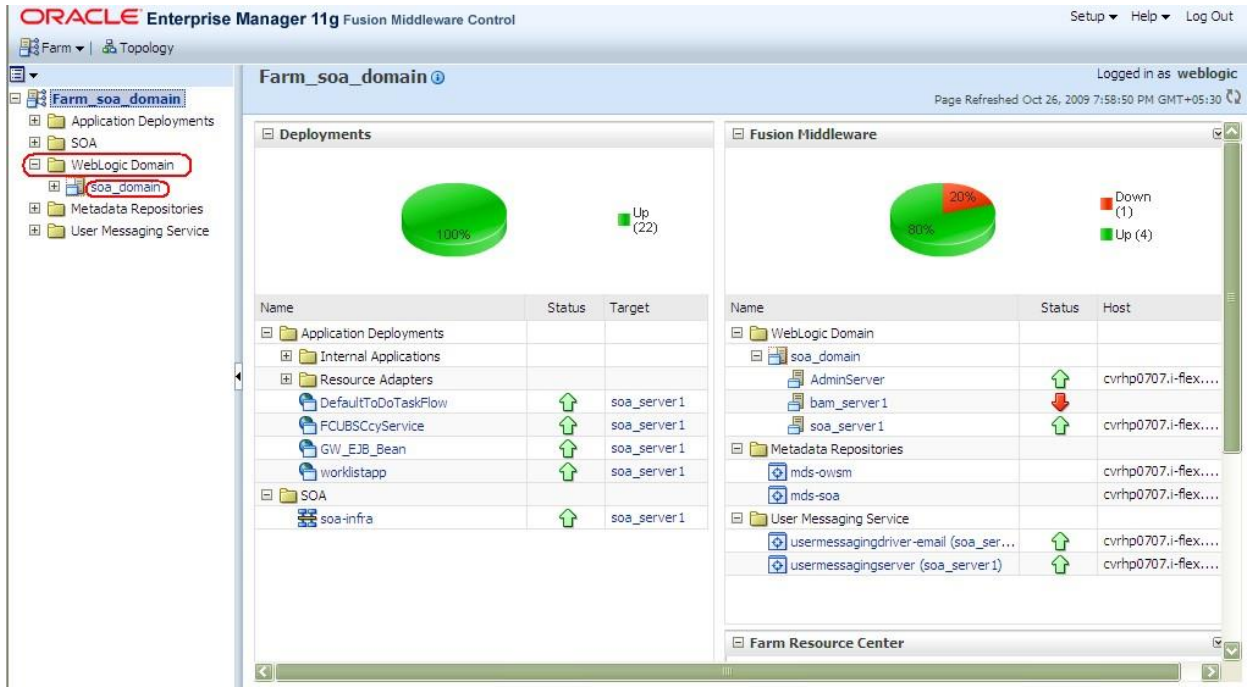 ORACLE Enterprise Manager 11g Fusion Middleware Control
Setup Help Log Out
Farm | Topology
Farm_soa_domain
Application Deployments
SOA
WebLogic Domain
soa_domain
Metadata Repositories
User Messaging Service
Farm_soa_domain
Logged in as weblogic
Page Refreshed Oct 26, 2009 7:58:50 PM GMT+05:30
Deployments
100%
Up
(22)
Name Status Target
Application Deployments
Internal Applications
Resource Adapters
DefaultToDoTaskFlow soa_server1
FCUBSCcyService soa_server1
GW_EJB_Bean soa_server1
worklistapp soa_server1
SOA
soa-infra soa_server1
Fusion Middleware
20%
80%
Down
(1)
Up (4)
Name Status Host
WebLogic Domain
soa_domain
AdminServer cvrhp0707.i-flex....
bam_server1
soa_server1 cvrhp0707.i-flex....
Metadata Repositories
mds-owsm cvrhp0707.i-flex....
mds-soa cvrhp0707.i-flex....
User Messaging Service
usermessagingdriver-email (soa_ser... cvrhp0707.i-flex....
usermessagingserver (soa_server1) cvrhp0707.i-flex....
Farm Resource Center